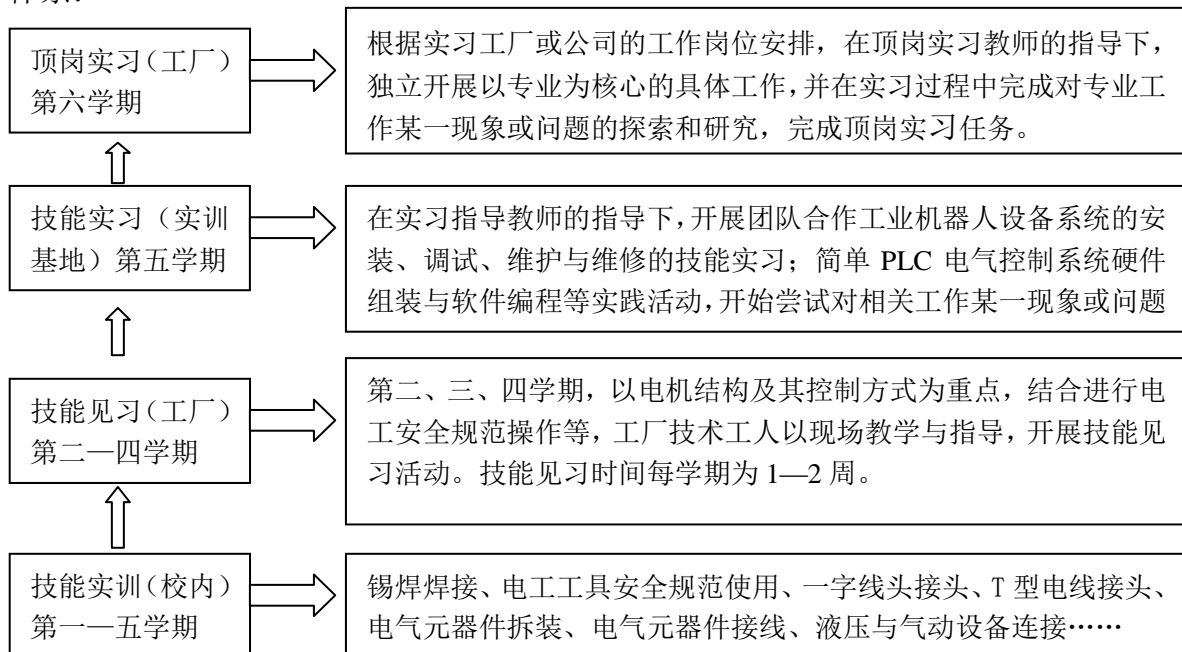 顶岗实习（工厂）
第六学期
根据实习工厂或公司的工作岗位安排，在顶岗实习教师的指导下，
独立开展以专业为核心的具体工作，并在实习过程中完成对专业工
作某一现象或问题的探索和研究，完成顶岗实习任务。
技能实习（实训
基地）第五学期
在实习指导教师的指导下，开展团队合作工业机器人设备系统的安
装、调试、维护与维修的技能实习；简单 PLC 电气控制系统硬件
组装与软件编程等实践活动，开始尝试对相关工作某一现象或问题
技能见习（工厂）
第二—四学期
第二、三、四学期，以电机结构及其控制方式为重点，结合进行电
工安全规范操作等，工厂技术工人以现场教学与指导，开展技能见
习活动。技能见习时间每学期为 1—2 周。
技能实训（校内）
第一—五学期
锡焊焊接、电工工具安全规范使用、一字线头接头、T 型电线接头、
电气元器件拆装、电气元器件接线、液压与气动设备连接……